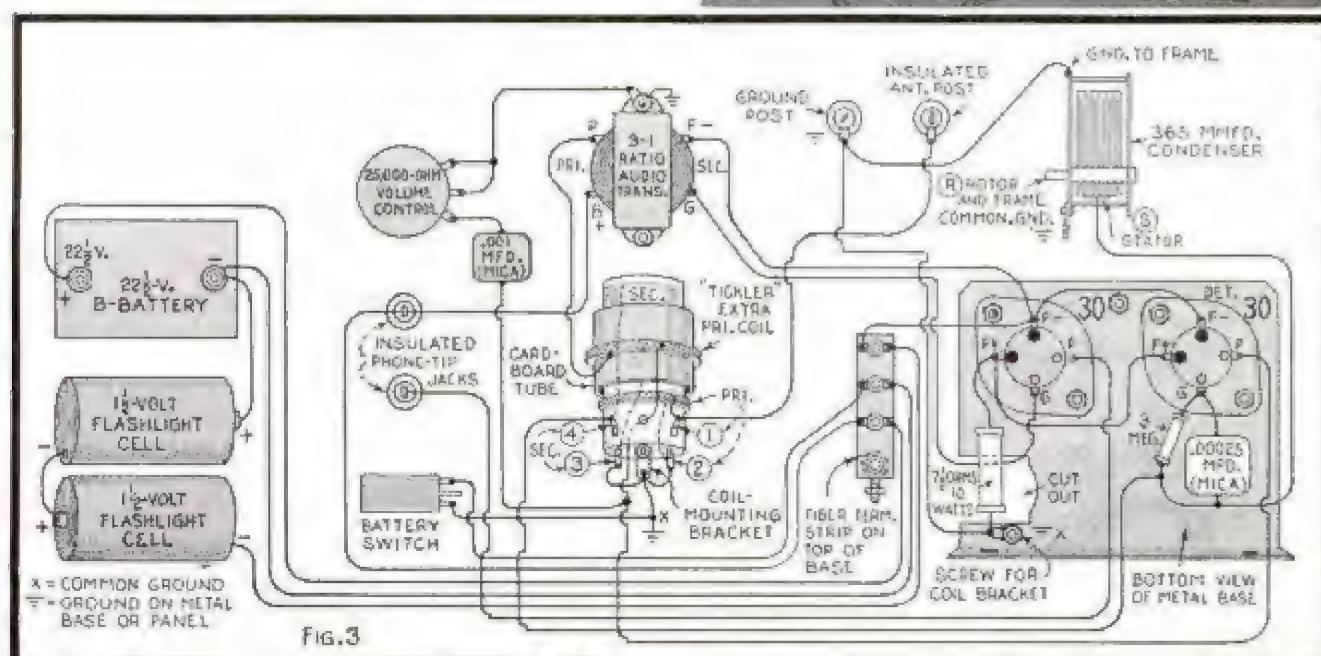 GND. TO FRAME
INSULATED
ANT. POST
GROUND
POST
365 MMFD.
CONDENSER
R ROTOR
AND FRAME
COMMON, GND.
S
STATOR
P
F-
PRI.
3-1
RATIO
AUDIO
TRANS.
SEC.
B
+
G
25,000-OHM
VOLUME
CONTROL
.001
MFD.
(MICA)
22½ V.
+
-
22½-V.
B-BATTERY
SEC.
"TICKLER"
EXTRA
PRI. COIL
INSULATED
PHONE-TIP
JACKS
CARD-
BOARD
TUBE
PRI.
4
1
SEC.
3
2
1½-VOLT
FLASHLIGHT
CELL
-
+
1½-VOLT
FLASHLIGHT
CELL
+
-
BATTERY
SWITCH
X
COIL-
MOUNTING
BRACKET
FIBER MTN.
STRIP ON
TOP OF
BASE
F-
30
F+
P
G
DET.
30
F-
F+
P
G
MEG.
.00025
MFD.
(MICA)
OHMS
10
WATTS
CUT
OUT
X
SCREW FOR
COIL BRACKET
BOTTOM VIEW
OF METAL BASE
X = COMMON GROUND
= GROUND ON METAL
BASE OR PANEL
FIG. 3